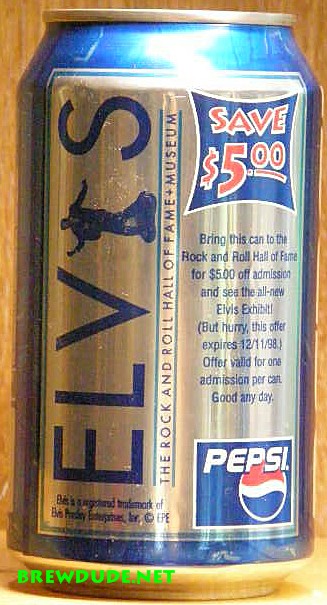 ELVIS
THE ROCK AND ROLL HALL OF FAME + MUSEUM
SAVE
$5.00
Bring this can to the
Rock and Roll Hall of Fame
for $5.00 off admission
and see the all-new
Elvis Exhibit!
(But hurry, this offer
expires 12/11/98.)
Offer valid for one
admission per can.
Good any day.
PEPSI
Elvis is a registered trademark of
Elvis Presley Enterprises, Inc. © EPE
BREWDUDE.NET